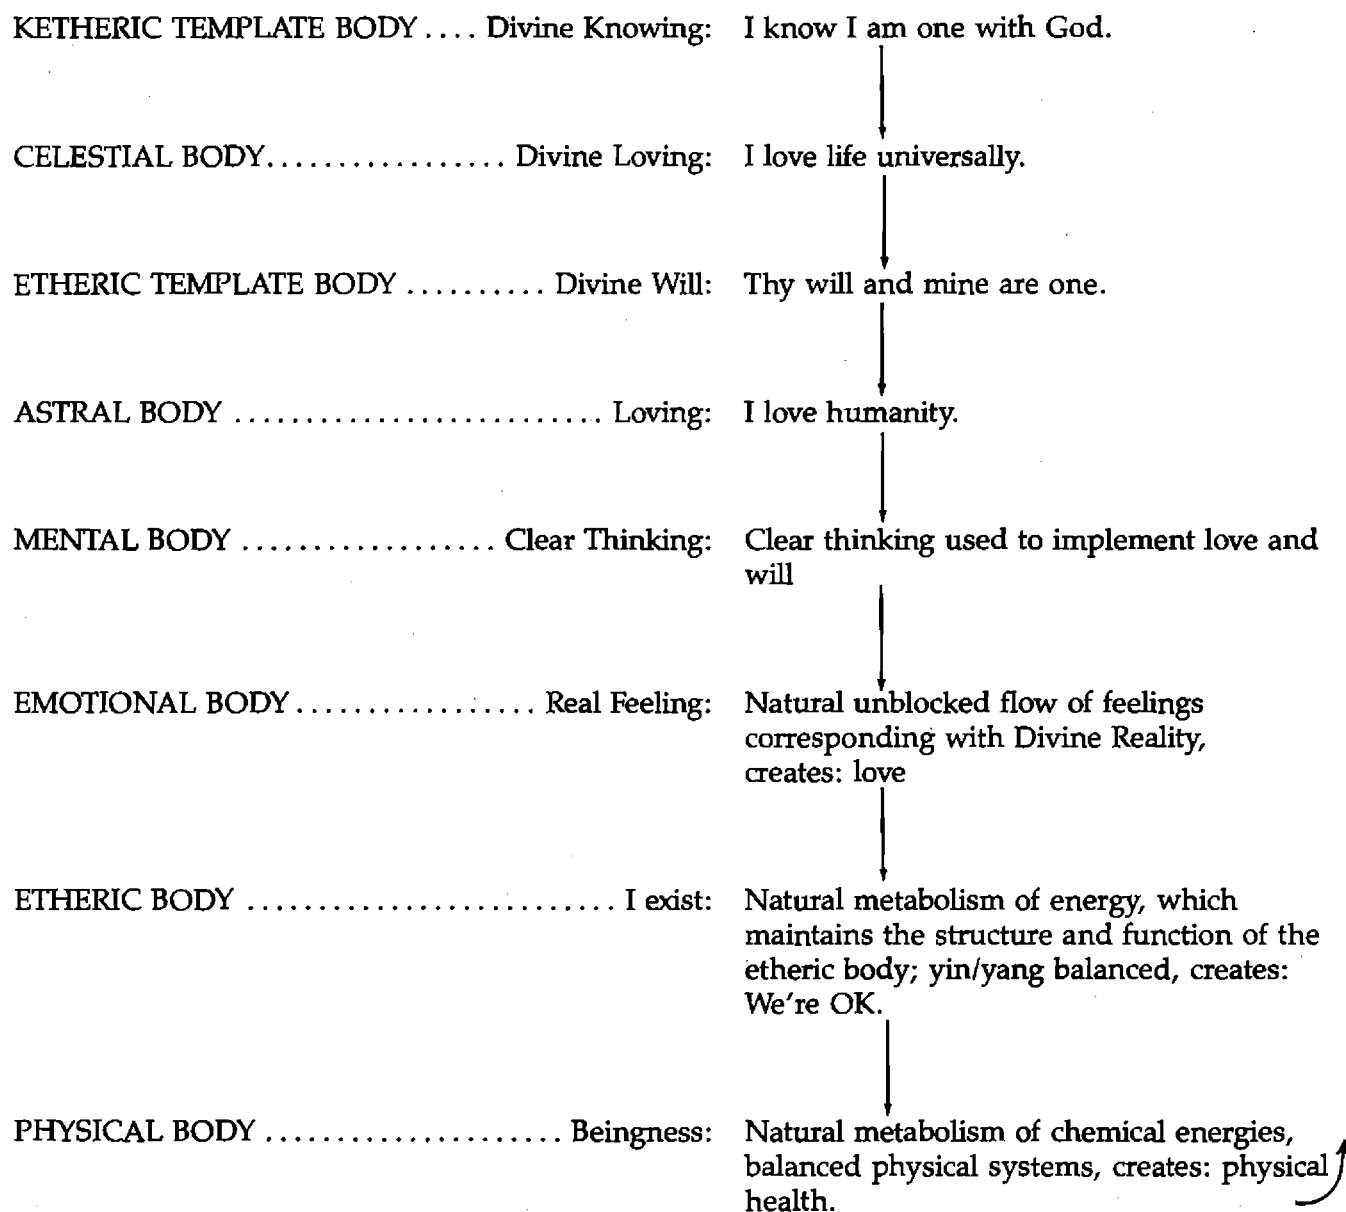 KETHERIC TEMPLATE BODY .... Divine Knowing: I know I am one with God.
CELESTIAL BODY................. Divine Loving: I love life universally.
ETHERIC TEMPLATE BODY .......... Divine Will: Thy will and mine are one.
ASTRAL BODY .......................... Loving: I love humanity.
MENTAL BODY .................. Clear Thinking: Clear thinking used to implement love and
will
EMOTIONAL BODY ................. Real Feeling: Natural unblocked flow of feelings
corresponding with Divine Reality,
creates: love
ETHERIC BODY .......................... I exist: Natural metabolism of energy, which
maintains the structure and function of the
etheric body; yin/yang balanced, creates:
We're OK.
PHYSICAL BODY ..................... Beingness: Natural metabolism of chemical energies,
balanced physical systems, creates: physical
health.